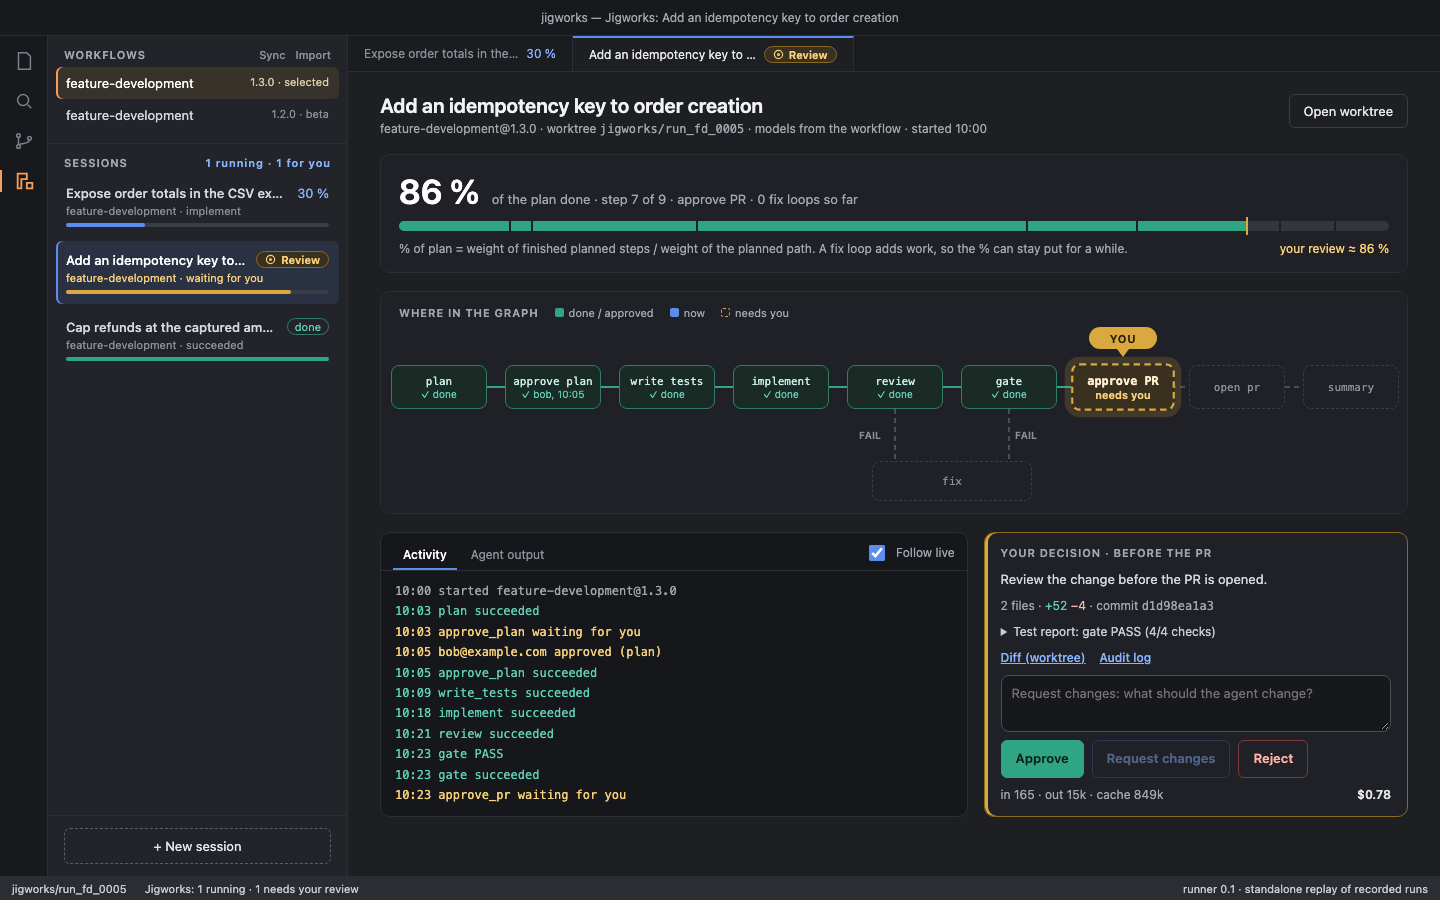 jigworks — Jigworks: Add an idempotency key to order creation
WORKFLOWS Sync Import
feature-development 1.3.0 · selected
feature-development 1.2.0 · beta
SESSIONS 1 running · 1 for you
Expose order totals in the CSV ex... 30 %
feature-development · implement
Add an idempotency key to... Review
feature-development · waiting for you
Cap refunds at the captured am... done
feature-development · succeeded
+ New session
Expose order totals in the... 30 %
Add an idempotency key to ... Review
Add an idempotency key to order creation
feature-development@1.3.0 · worktree jigworks/run_fd_0005 · models from the workflow · started 10:00
Open worktree
86 % of the plan done · step 7 of 9 · approve PR · 0 fix loops so far
% of plan = weight of finished planned steps / weight of the planned path. A fix loop adds work, so the % can stay put for a while.
your review ≈ 86 %
WHERE IN THE GRAPH done / approved now needs you
YOU
plan
✓ done
approve plan
✓ bob, 10:05
write tests
✓ done
implement
✓ done
review
✓ done
gate
✓ done
approve PR
needs you
open pr
summary
FAIL
FAIL
fix
Activity Agent output Follow live
10:00 started feature-development@1.3.0
10:03 plan succeeded
10:03 approve_plan waiting for you
10:05 bob@example.com approved (plan)
10:05 approve_plan succeeded
10:09 write_tests succeeded
10:18 implement succeeded
10:21 review succeeded
10:23 gate PASS
10:23 gate succeeded
10:23 approve_pr waiting for you
YOUR DECISION · BEFORE THE PR
Review the change before the PR is opened.
2 files · +52 −4 · commit d1d98ea1a3
Test report: gate PASS (4/4 checks)
Diff (worktree) Audit log
Request changes: what should the agent change?
Approve Request changes Reject
in 165 · out 15k · cache 849k $0.78
jigworks/run_fd_0005 Jigworks: 1 running · 1 needs your review
runner 0.1 · standalone replay of recorded runs